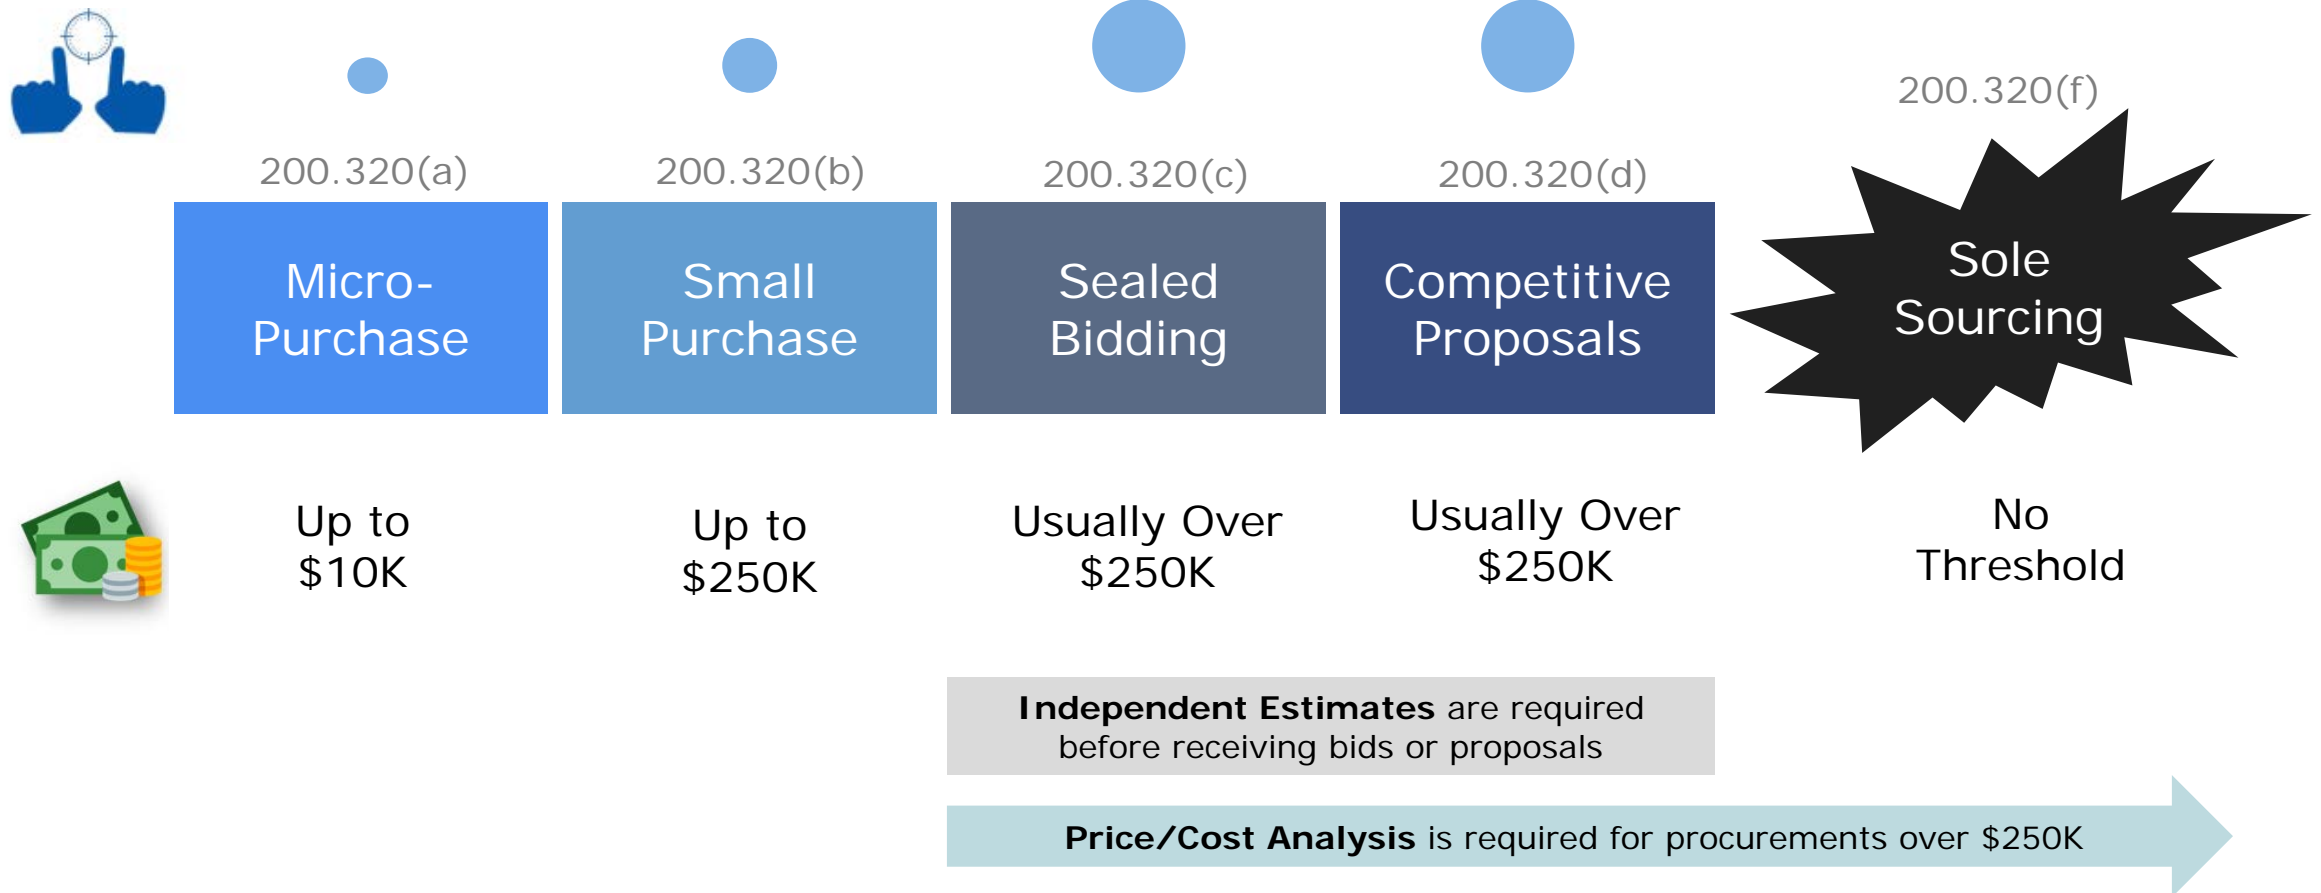 200.320(a)
200.320(b)
200.320(c)
200.320(d)
200.320(f)
Micro-
Purchase
Small
Purchase
Sealed
Bidding
Competitive
Proposals
Sole
Sourcing
Up to
$10K
Up to
$250K
Usually Over
$250K
Usually Over
$250K
No
Threshold
Independent Estimates are required
before receiving bids or proposals
Price/Cost Analysis is required for procurements over $250K